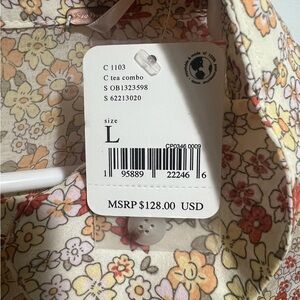 C 1103
C tea combo
S OB1323598
S 62213020
size
L
CP0346 0009
1 95889 22246 6
MSRP $128.00 USD